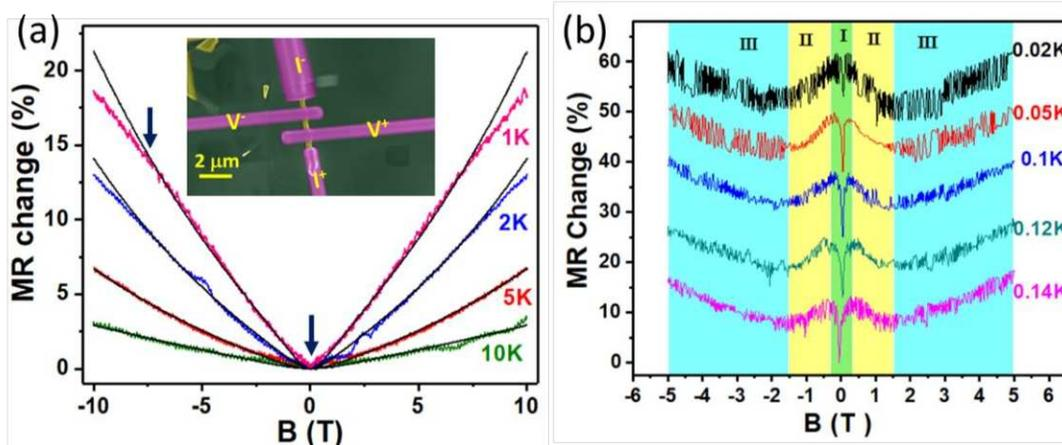 (a)
MR change (%)
20
15
10
5
0
-10
-5
0
5
10
B (T)
I⁻
V⁻
V⁺
I⁺
2 μm
1K
2K
5K
10K
(b)
MR Change (%)
60
50
40
30
20
10
0
III
II
I
II
III
0.02K
0.05K
0.1K
0.12K
0.14K
-5
-4
-3
-2
-1
0
1
2
3
4
5
6
B (T )